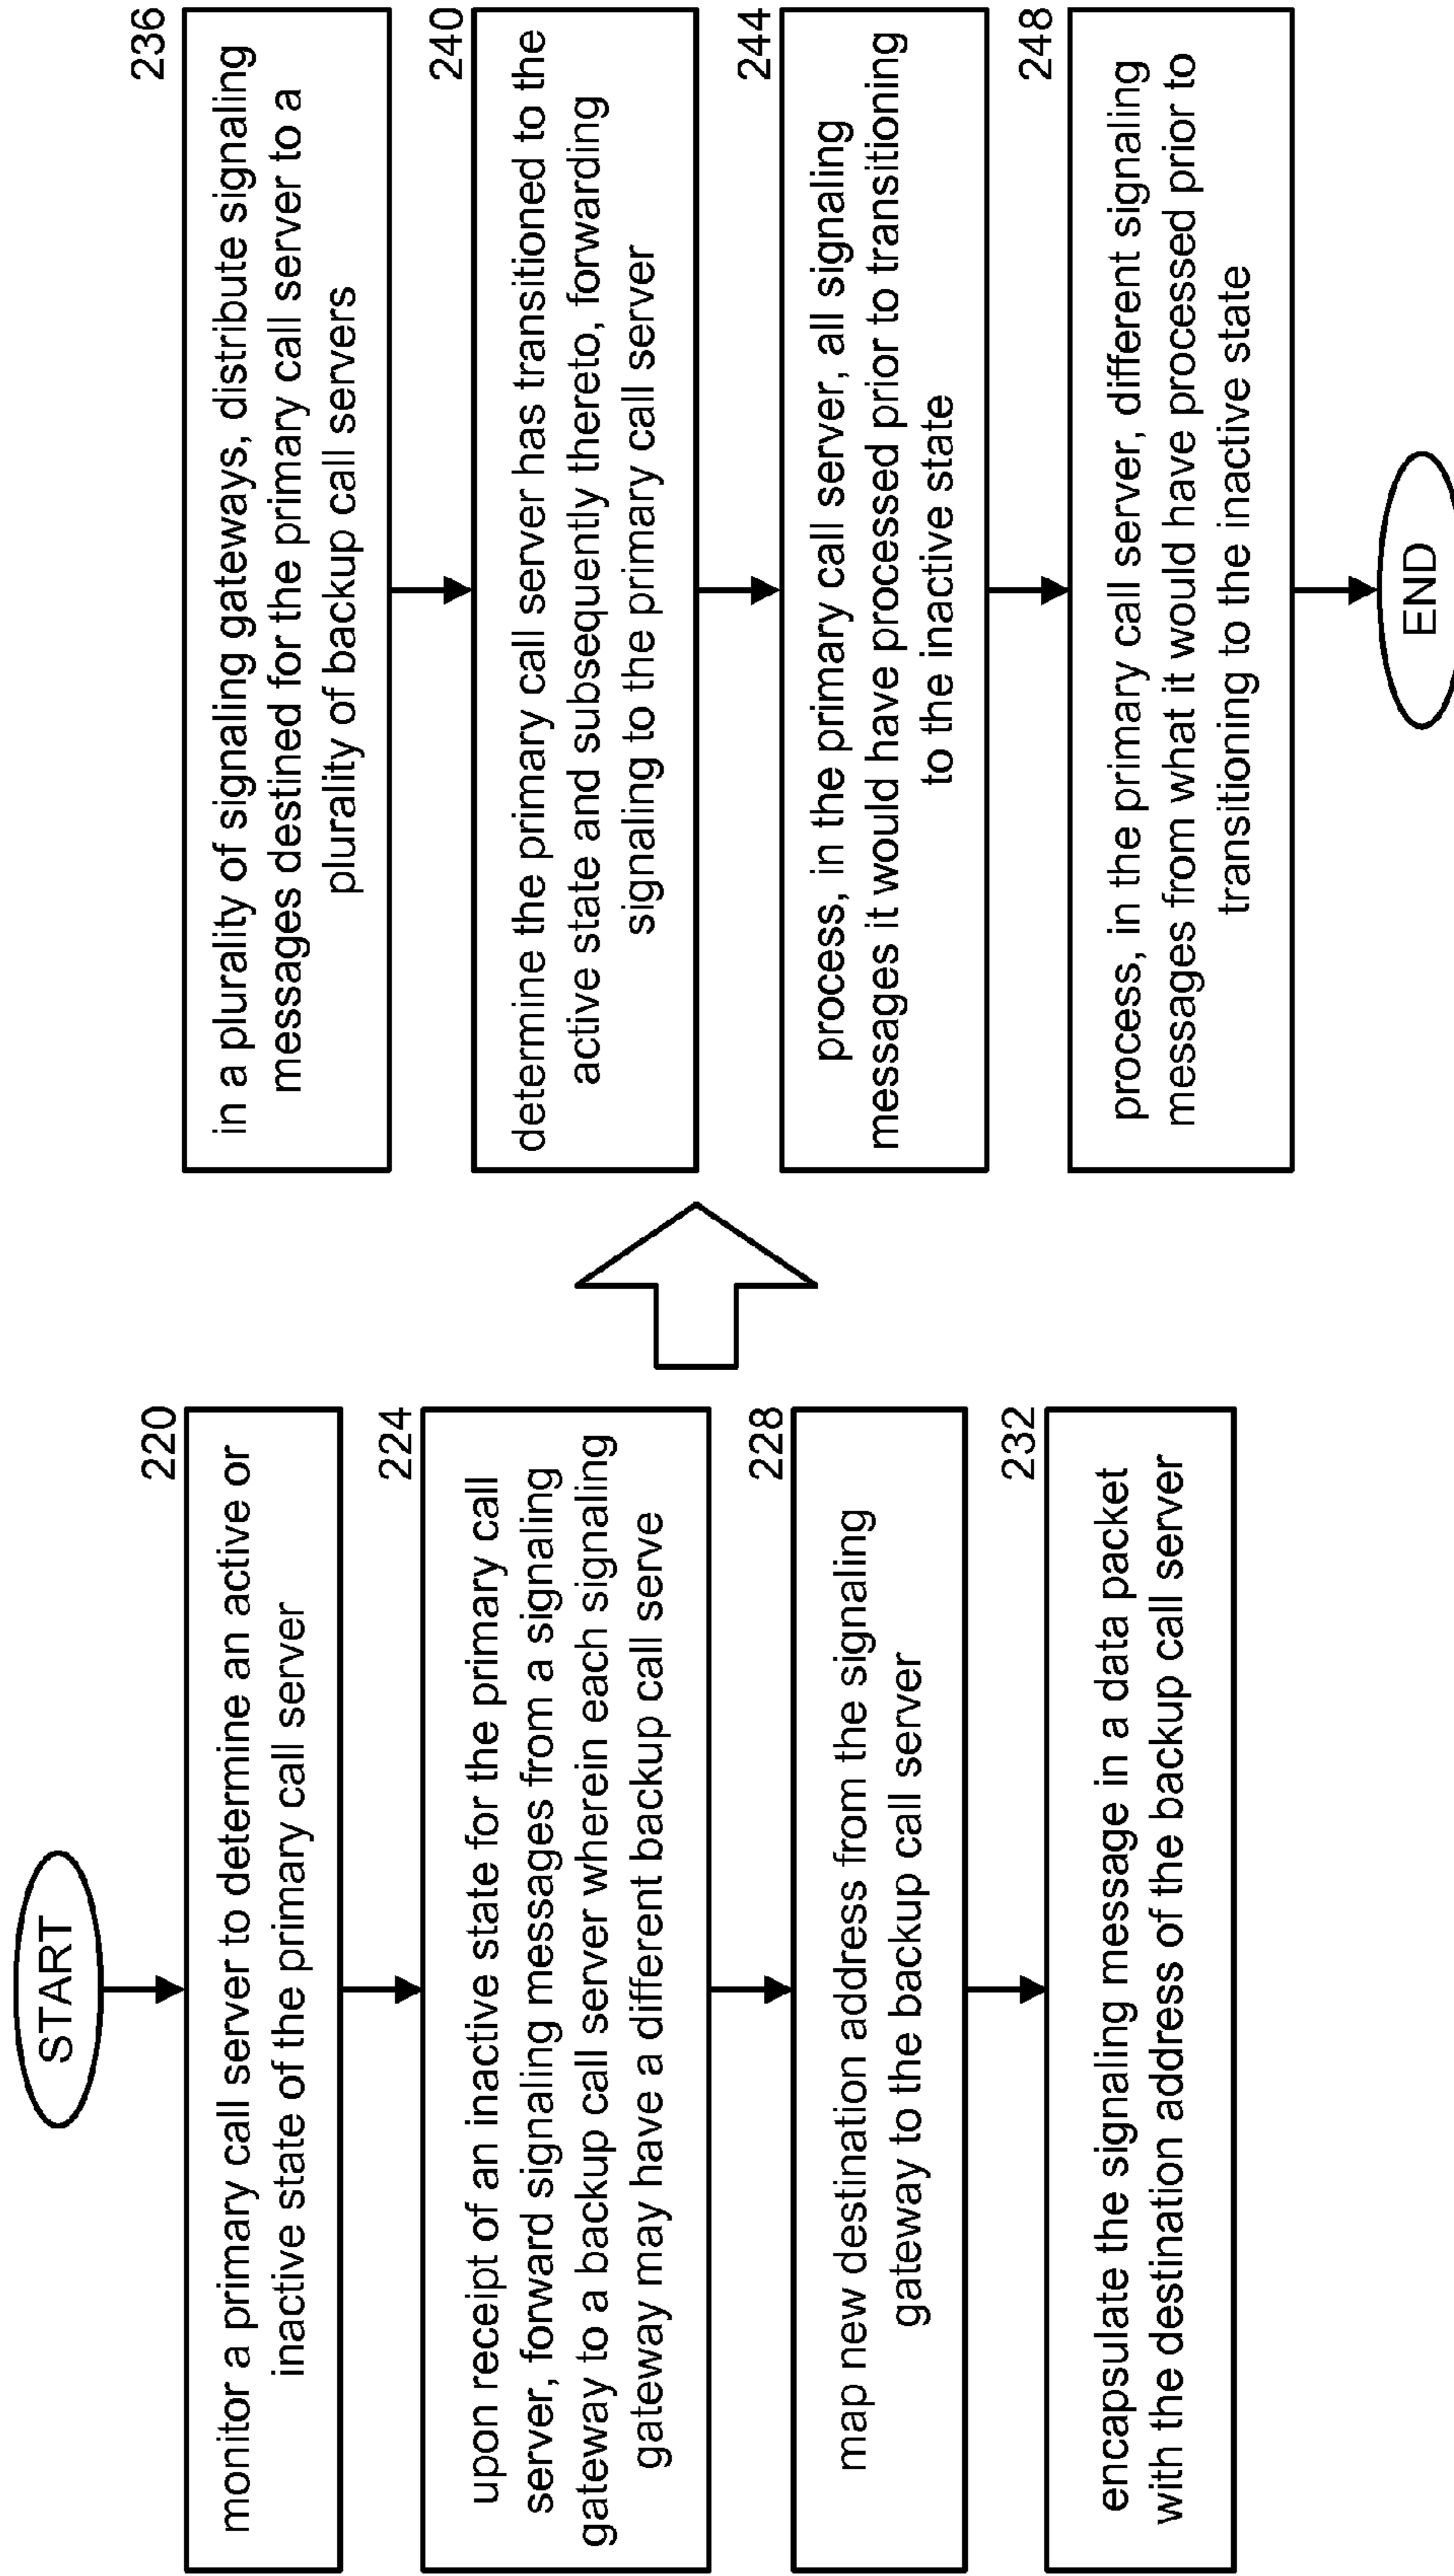 START
220
monitor a primary call server to determine an active or
inactive state of the primary call server
224
upon receipt of an inactive state for the primary call
server, forward signaling messages from a signaling
gateway to a backup call server wherein each signaling
gateway may have a different backup call serve
228
map new destination address from the signaling
gateway to the backup call server
232
encapsulate the signaling message in a data packet
with the destination address of the backup call server
236
in a plurality of signaling gateways, distribute signaling
messages destined for the primary call server to a
plurality of backup call servers
240
determine the primary call server has transitioned to the
active state and subsequently thereto, forwarding
signaling to the primary call server
244
process, in the primary call server, all signaling
messages it would have processed prior to transitioning
to the inactive state
248
process, in the primary call server, different signaling
messages from what it would have processed prior to
transitioning to the inactive state
END